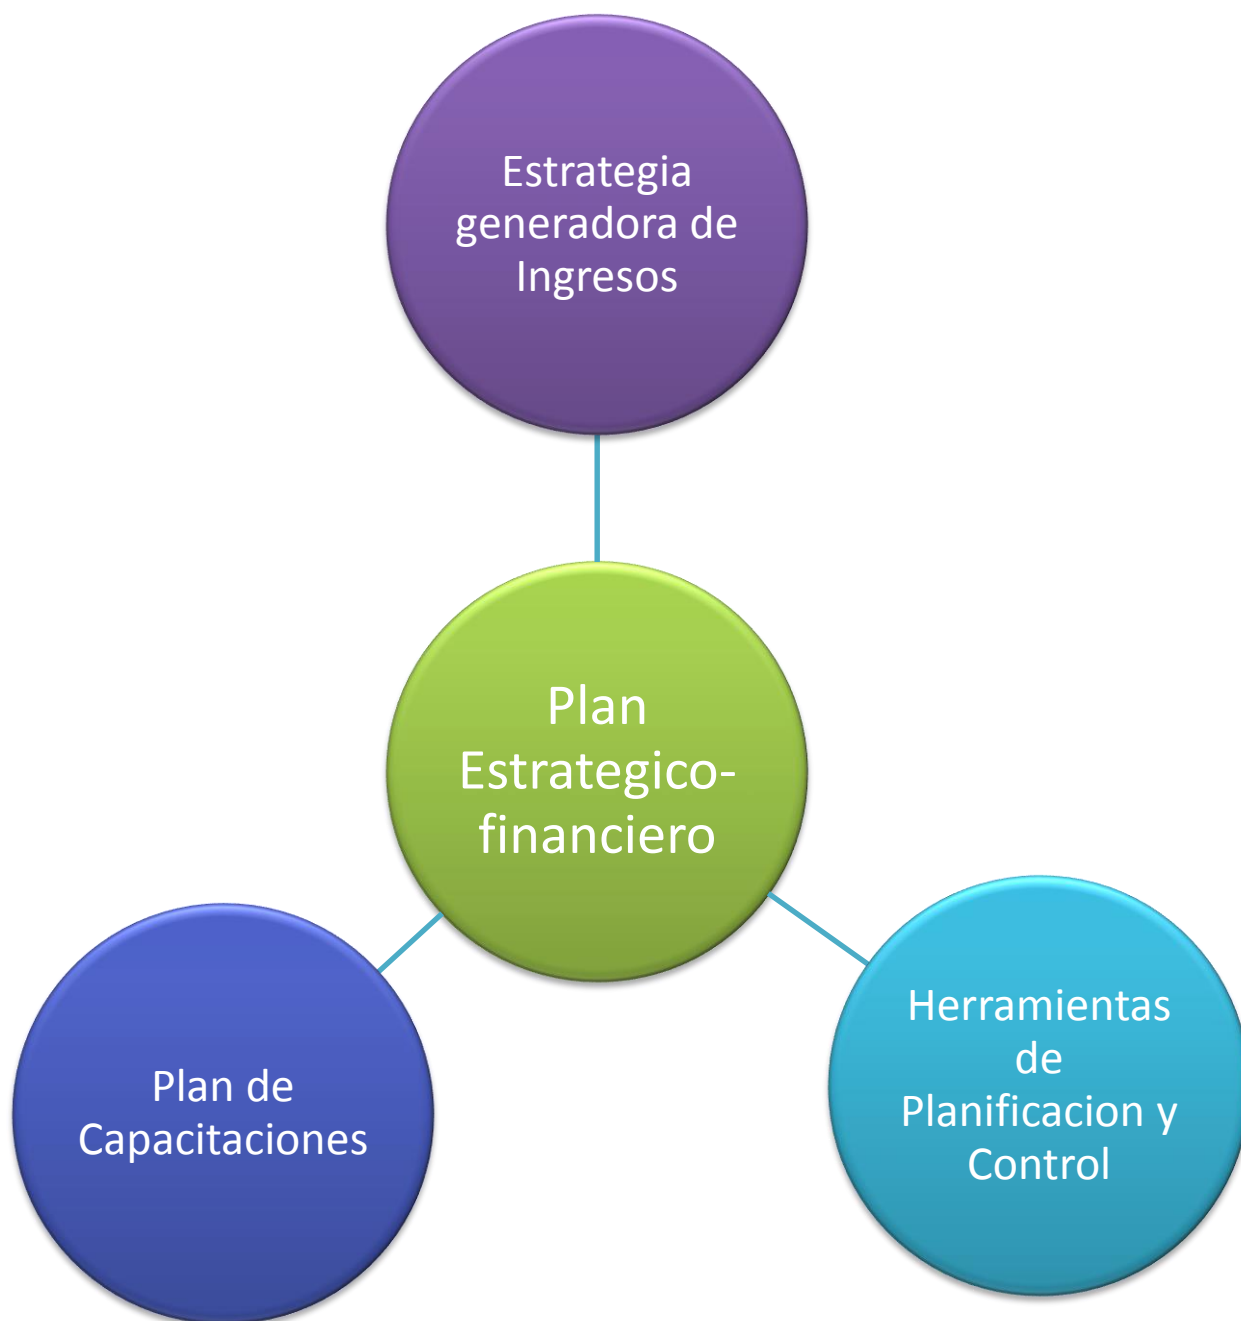 Estrategia
generadora de
Ingresos
Plan
Estrategico-
financiero
Plan de
Capacitaciones
Herramientas
de
Planificacion y
Control